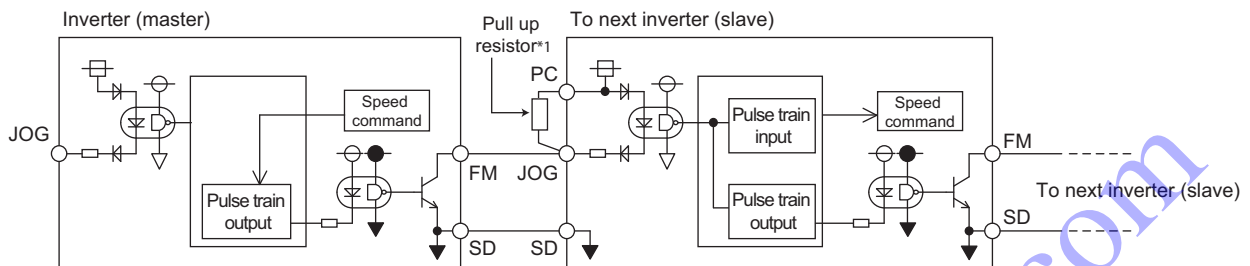 Inverter (master)
Pull up
resistor*1
To next inverter (slave)
PC
JOG
Speed
command
Pulse train
output
FM
JOG
SD
SD
Pulse train
input
Pulse train
output
Speed
command
FM
To next inverter (slave)
SD
com